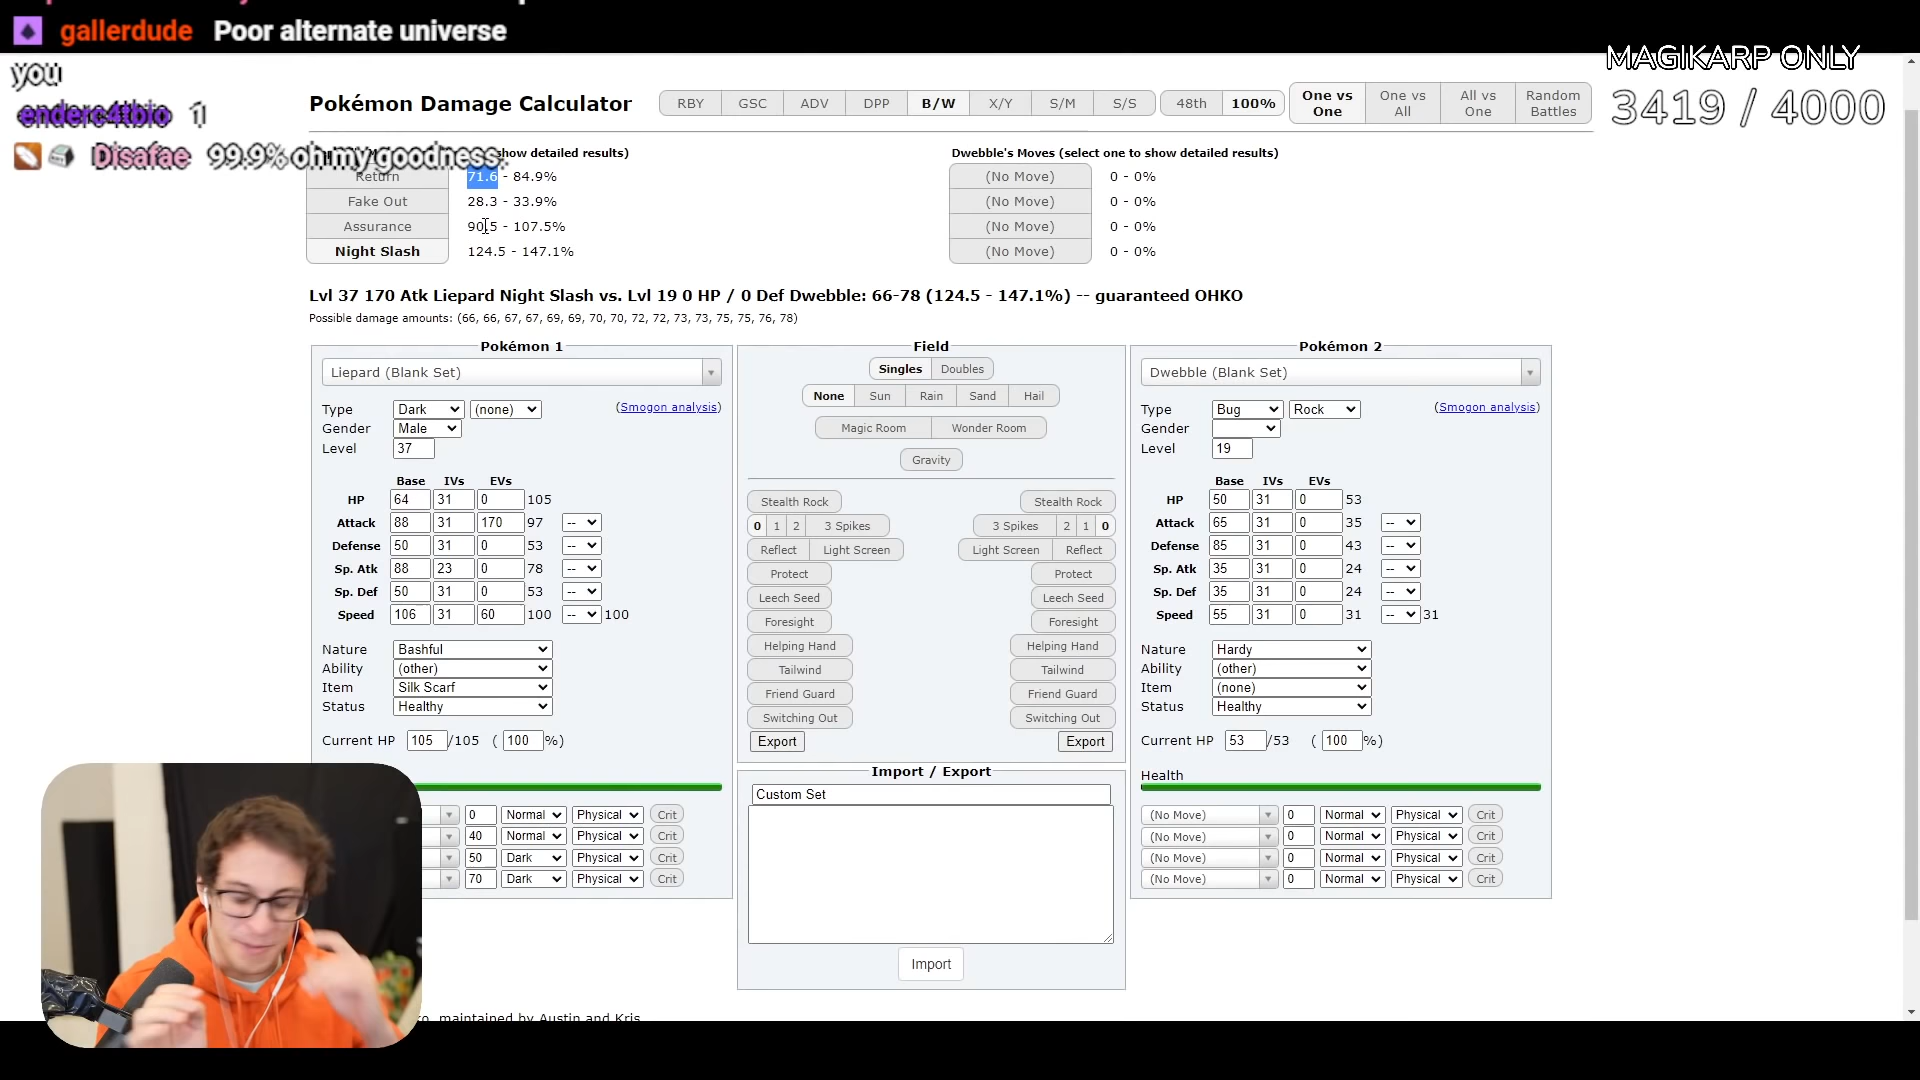 gallerdude Poor alternate universe
you
enderc4tbio 1
Disafae 99.9% oh my goodness.
MAGIKARP ONLY
3419 / 4000
Pokémon Damage Calculator
RBY GSC ADV DPP B/W X/Y S/M S/S 48th 100%
One vs One
One vs All
All vs One
Random Battles
show detailed results)
Return 71.6 - 84.9%
Fake Out 28.3 - 33.9%
Assurance 90.5 - 107.5%
Night Slash 124.5 - 147.1%
Dwebble's Moves (select one to show detailed results)
(No Move) 0 - 0%
(No Move) 0 - 0%
(No Move) 0 - 0%
(No Move) 0 - 0%
Lvl 37 170 Atk Liepard Night Slash vs. Lvl 19 0 HP / 0 Def Dwebble: 66-78 (124.5 - 147.1%) -- guaranteed OHKO
Possible damage amounts: (66, 66, 67, 67, 69, 69, 70, 70, 72, 72, 73, 73, 75, 75, 76, 78)
Pokémon 1
Liepard (Blank Set)
Type Dark (none) (Smogon analysis)
Gender Male
Level 37
Base IVs EVs
HP 64 31 0 105
Attack 88 31 170 97 --
Defense 50 31 0 53 --
Sp. Atk 88 23 0 78 --
Sp. Def 50 31 0 53 --
Speed 106 31 60 100 -- 100
Nature Bashful
Ability (other)
Item Silk Scarf
Status Healthy
Current HP 105 /105 ( 100 %)
0 Normal Physical Crit
40 Normal Physical Crit
50 Dark Physical Crit
70 Dark Physical Crit
Field
Singles Doubles
None Sun Rain Sand Hail
Magic Room Wonder Room
Gravity
Stealth Rock Stealth Rock
0 1 2 3 Spikes 3 Spikes 2 1 0
Reflect Light Screen Light Screen Reflect
Protect Protect
Leech Seed Leech Seed
Foresight Foresight
Helping Hand Helping Hand
Tailwind Tailwind
Friend Guard Friend Guard
Switching Out Switching Out
Export Export
Import / Export
Custom Set
Import
Pokémon 2
Dwebble (Blank Set)
Type Bug Rock (Smogon analysis)
Gender
Level 19
Base IVs EVs
HP 50 31 0 53
Attack 65 31 0 35 --
Defense 85 31 0 43 --
Sp. Atk 35 31 0 24 --
Sp. Def 35 31 0 24 --
Speed 55 31 0 31 -- 31
Nature Hardy
Ability (other)
Item (none)
Status Healthy
Current HP 53 /53 ( 100 %)
Health
(No Move) 0 Normal Physical Crit
(No Move) 0 Normal Physical Crit
(No Move) 0 Normal Physical Crit
(No Move) 0 Normal Physical Crit
maintained by Austin and Kris